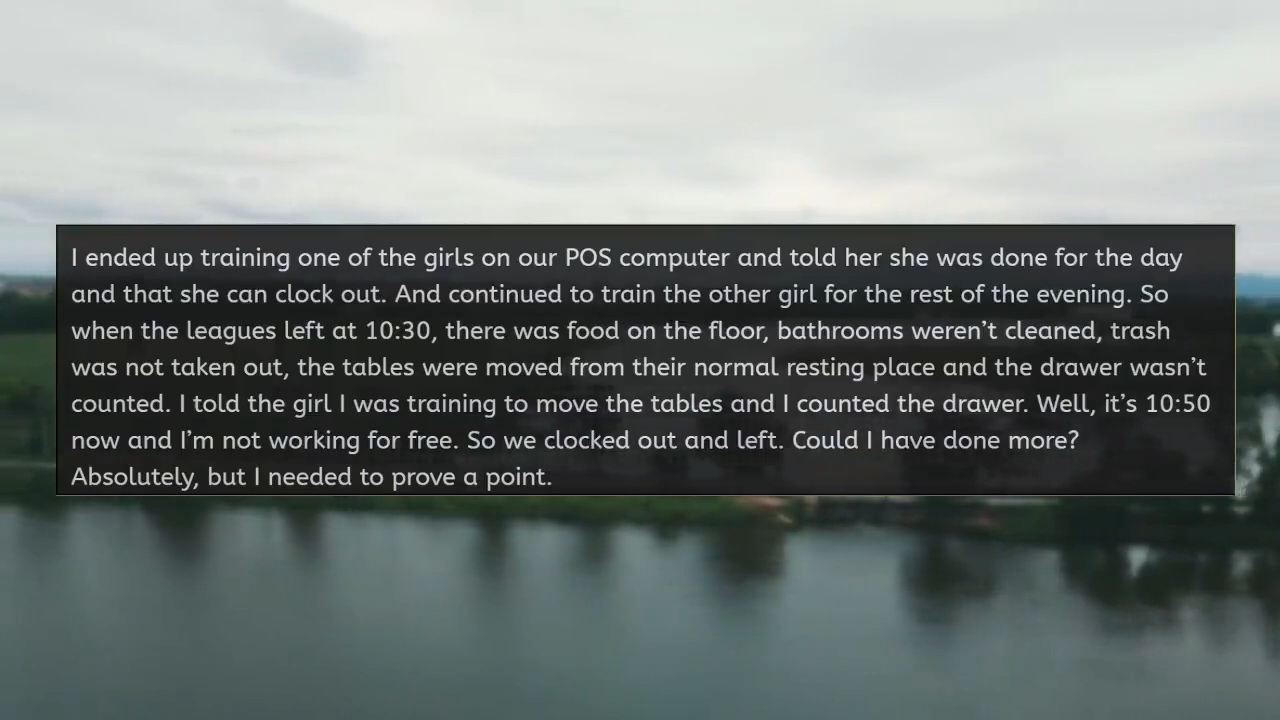 I ended up training one of the girls on our POS computer and told her she was done for the day
and that she can clock out. And continued to train the other girl for the rest of the evening. So
when the leagues left at 10:30, there was food on the floor, bathrooms weren’t cleaned, trash
was not taken out, the tables were moved from their normal resting place and the drawer wasn’t
counted. I told the girl I was training to move the tables and I counted the drawer. Well, it’s 10:50
now and I’m not working for free. So we clocked out and left. Could I have done more?
Absolutely, but I needed to prove a point.